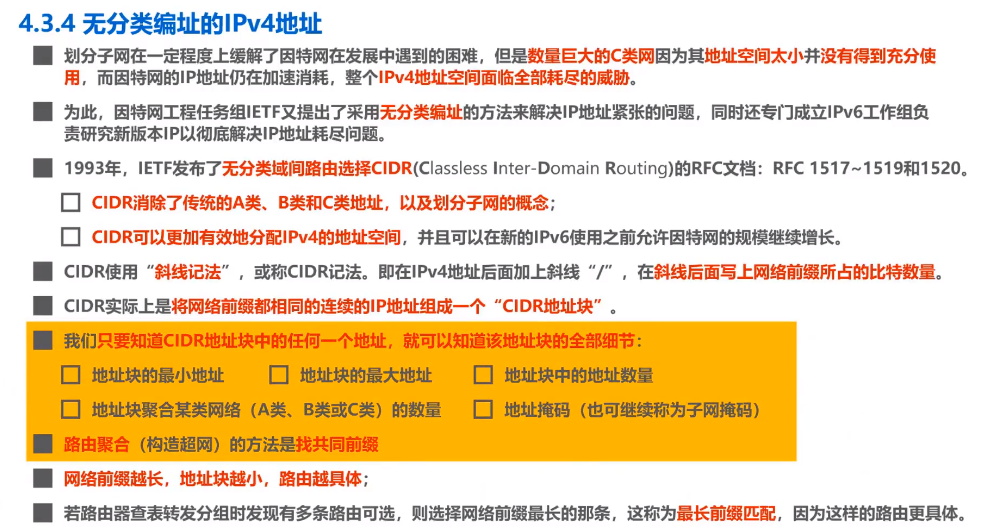 4.3.4 无分类编址的IPv4地址
划分子网在一定程度上缓解了因特网在发展中遇到的困难，但是数量巨大的C类网因为其地址空间太小并没有得到充分使
用，而因特网的IP地址仍在加速消耗，整个IPv4地址空间面临全部耗尽的威胁。
为此，因特网工程任务组IETF又提出了采用无分类编址的方法来解决IP地址紧张的问题，同时还专门成立IPv6工作组负
责研究新版本IP以彻底解决IP地址耗尽问题。
1993年，IETF发布了无分类域间路由选择CIDR(Classless Inter-Domain Routing)的RFC文档：RFC 1517~1519和1520。
CIDR消除了传统的A类、B类和C类地址，以及划分子网的概念；
CIDR可以更加有效地分配IPv4的地址空间，并且可以在新的IPv6使用之前允许因特网的规模继续增长。
CIDR使用“斜线记法”，或称CIDR记法。即在IPv4地址后面加上斜线“/”，在斜线后面写上网络前缀所占的比特数量。
CIDR实际上是将网络前缀都相同的连续的IP地址组成一个“CIDR地址块”。
我们只要知道CIDR地址块中的任何一个地址，就可以知道该地址块的全部细节：
地址块的最小地址 地址块的最大地址 地址块中的地址数量
地址块聚合某类网络（A类、B类或C类）的数量 地址掩码（也可继续称为子网掩码）
路由聚合（构造超网）的方法是找共同前缀
网络前缀越长，地址块越小，路由越具体；
若路由器查表转发分组时发现有多条路由可选，则选择网络前缀最长的那条，这称为最长前缀匹配，因为这样的路由更具体。